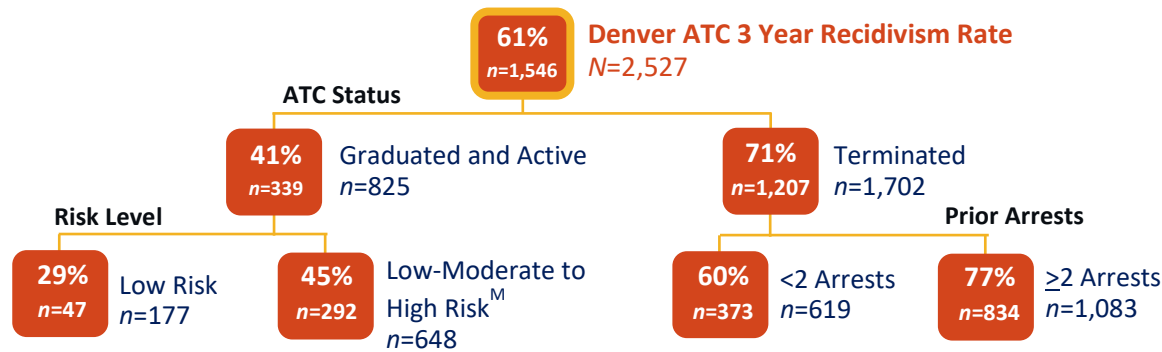 61%
n=1,546
Denver ATC 3 Year Recidivism Rate
N=2,527
ATC Status
41%
n=339
Graduated and Active
n=825
71%
n=1,207
Terminated
n=1,702
Risk Level
Prior Arrests
29%
n=47
Low Risk
n=177
45%
n=292
Low-Moderate to
High Risk^M
n=648
60%
n=373
<2 Arrests
n=619
77%
n=834
≥2 Arrests
n=1,083